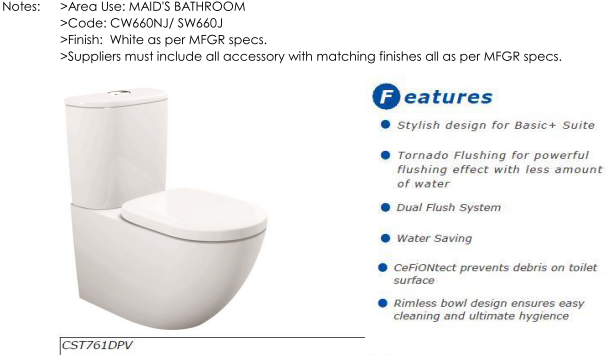 Notes: >Area Use: MAID'S BATHROOM
>Code: CW660NJ/ SW660J
>Finish: White as per MFGR specs.
>Suppliers must include all accessory with matching finishes all as per MFGR specs.
Features
Stylish design for Basic+ Suite
Tornado Flushing for powerful
flushing effect with less amount
of water
Dual Flush System
Water Saving
CeFiONtect prevents debris on toilet
surface
Rimless bowl design ensures easy
cleaning and ultimate hygience
CST761DPV